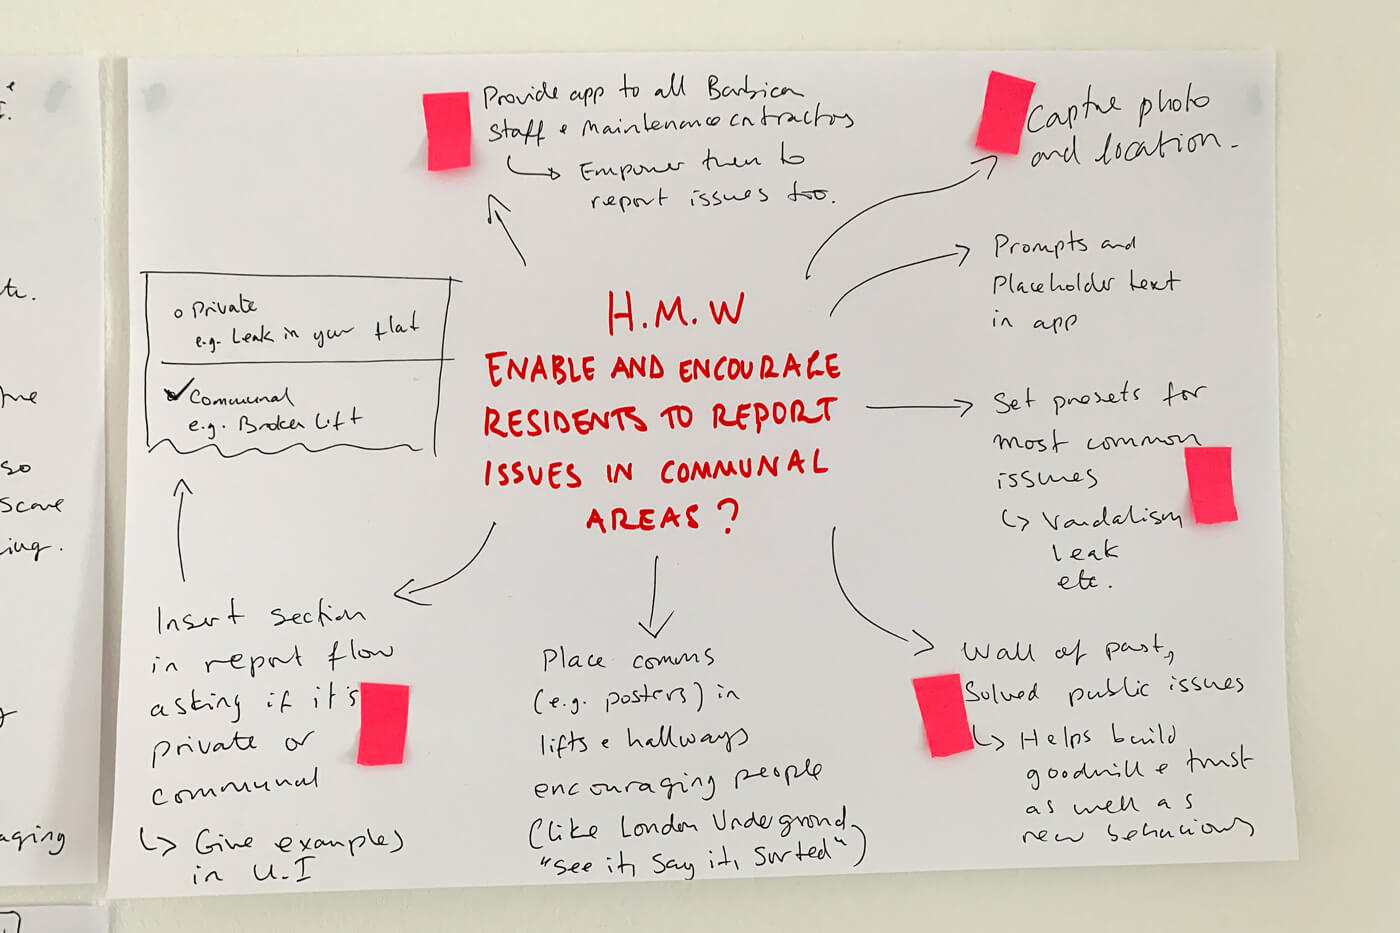 Provide app to all Barbican
staff & maintenance contractors
↳ Empower them to
report issues too.
Capture photo
and location.
Prompts and
Placeholder text
in app
Set presets for
most common
issues
↳ Vandalism
leak
etc.
Wall of past,
Solved public issues
↳ Helps build
goodwill & trust
as well as
new behaviours
H.M.W
ENABLE AND ENCOURAGE
RESIDENTS TO REPORT
ISSUES IN COMMUNAL
AREAS?
Private
e.g. Leak in your flat
Communal
e.g. Broken Lift
Insert section
in report flow
asking if it's
private or
communal
↳ Give examples
in U.I
Place comms
(e.g. posters) in
lifts & hallways
encouraging people
(like London Underground,
"See it, Say it, Sorted")
I.
so
scare